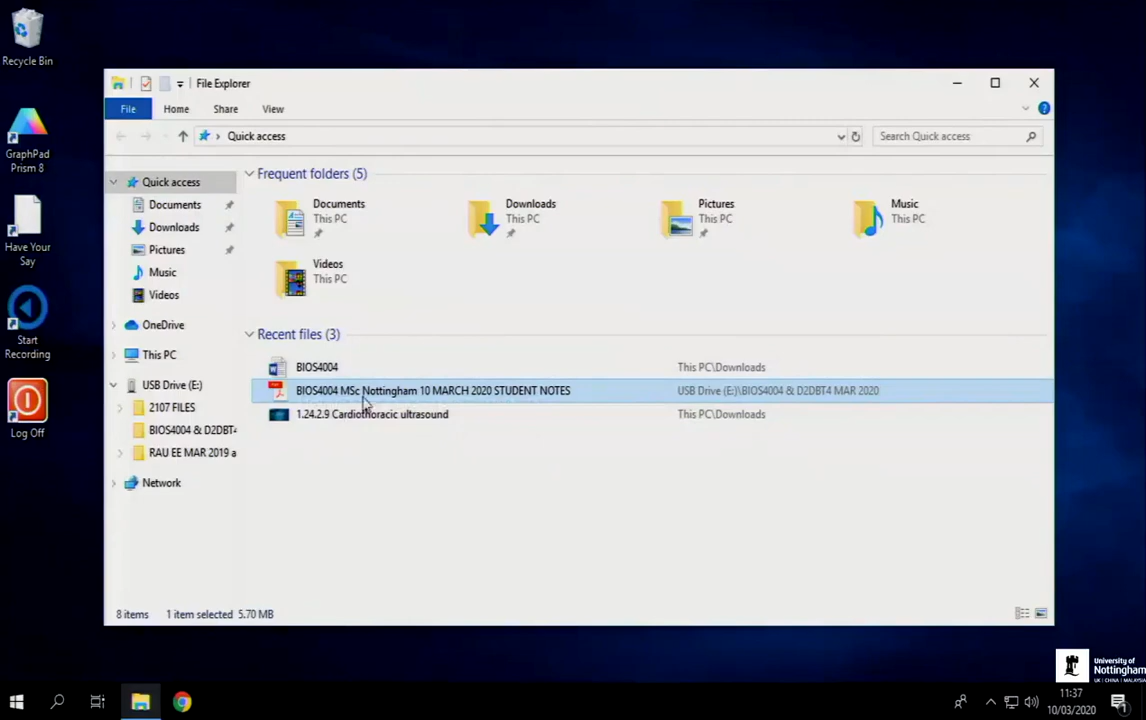 Recycle Bin
GraphPad
Prism 8
Have Your
Say
Start
Recording
Log Off
File Explorer
File Home Share View
Quick access
Search Quick access
Quick access
Documents
Downloads
Pictures
Music
Videos
OneDrive
This PC
USB Drive (E:)
2107 FILES
BIOS4004 & D2DBT4
RAU EE MAR 2019 a
Network
Frequent folders (5)
Documents
This PC
Downloads
This PC
Pictures
This PC
Music
This PC
Videos
This PC
Recent files (3)
BIOS4004 This PC\Downloads
BIOS4004 MSc Nottingham 10 MARCH 2020 STUDENT NOTES USB Drive (E:)\BIOS4004 & D2DBT4 MAR 2020
1.24.2.9 Cardiothoracic ultrasound This PC\Downloads
8 items 1 item selected 5.70 MB
University of
Nottingham
UK | CHINA | MALAYSIA
11:37
10/03/2020
1